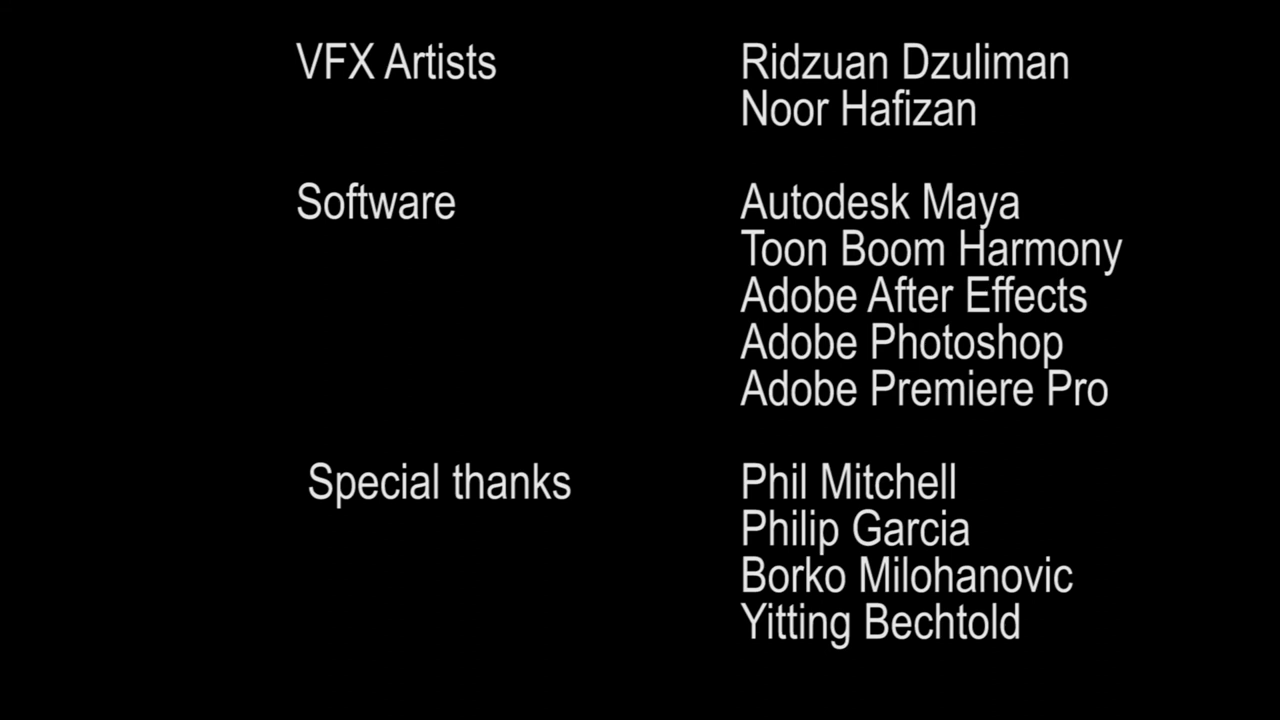 VFX Artists Ridzuan Dzuliman
Noor Hafizan
Software Autodesk Maya
Toon Boom Harmony
Adobe After Effects
Adobe Photoshop
Adobe Premiere Pro
Special thanks Phil Mitchell
Philip Garcia
Borko Milohanovic
Yitting Bechtold